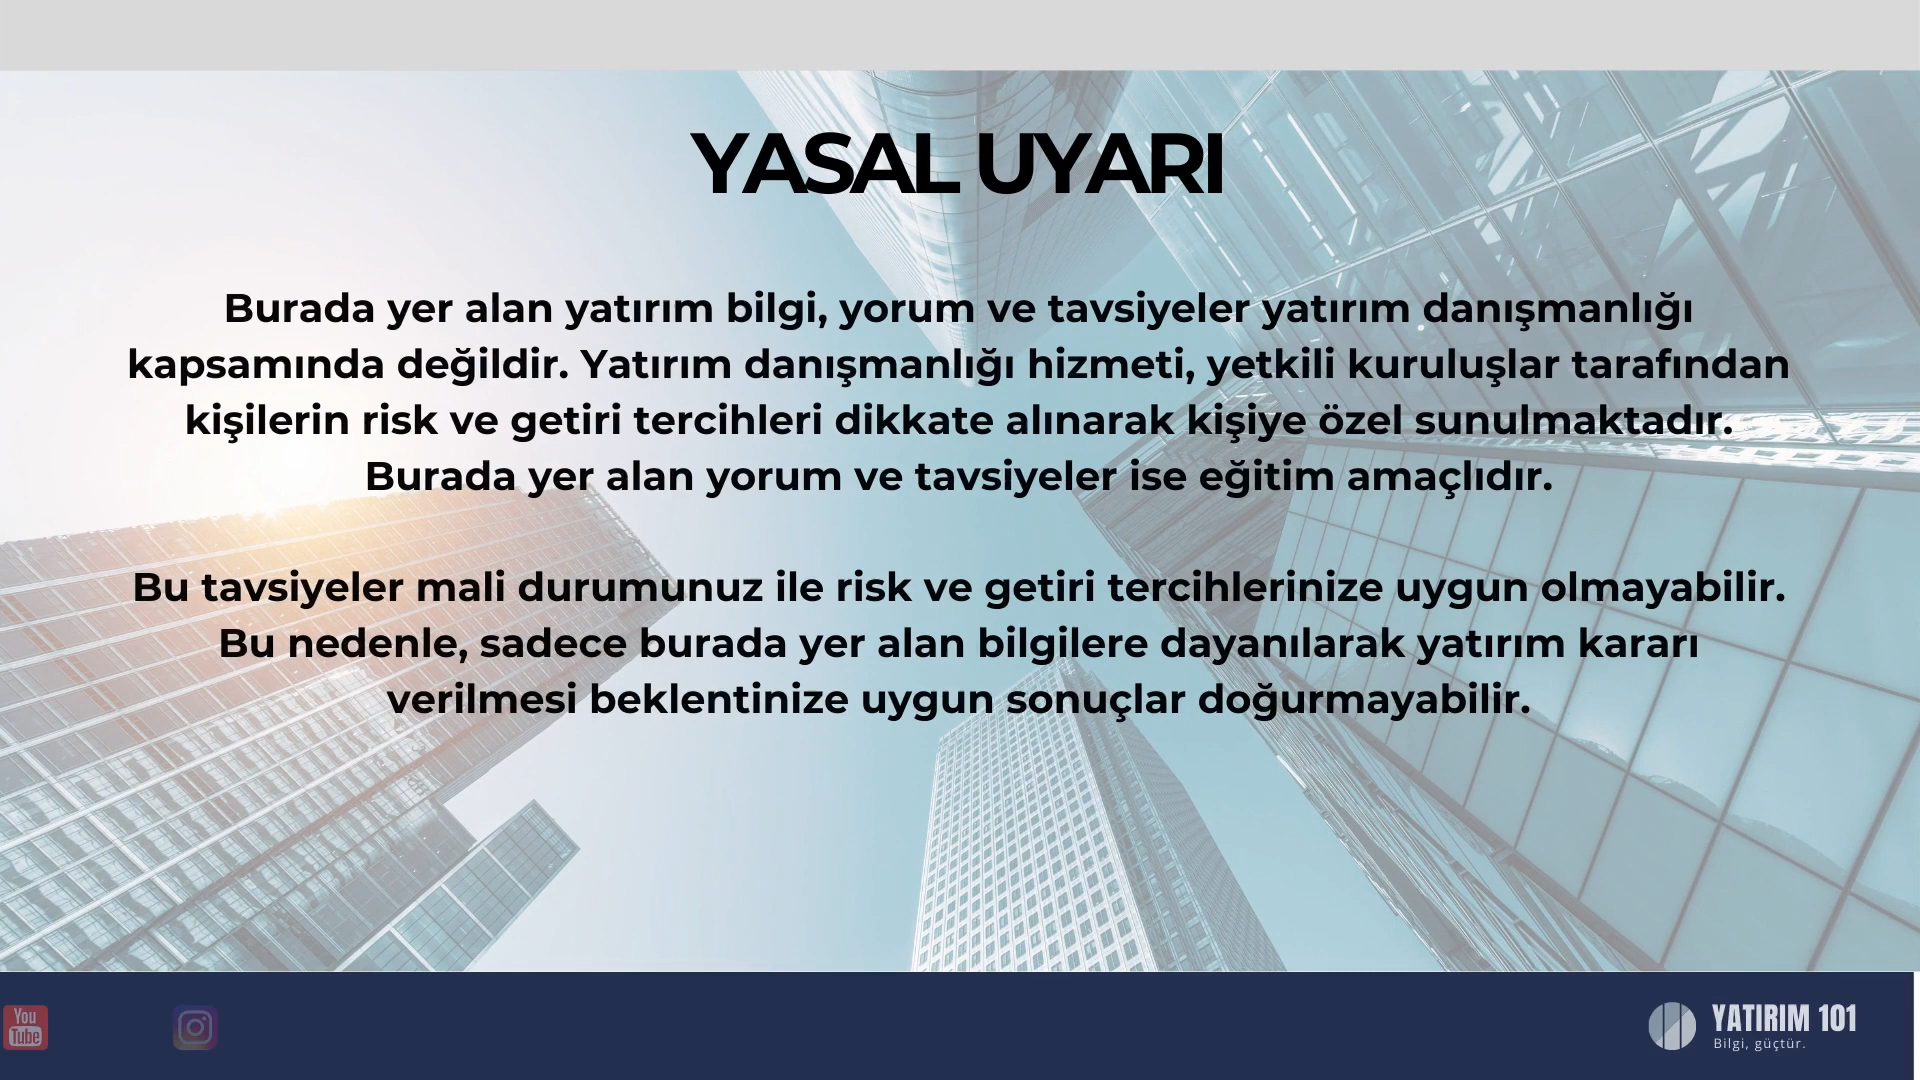 YASAL UYARI
Burada yer alan yatırım bilgi, yorum ve tavsiyeler yatırım danışmanlığı
kapsamında değildir. Yatırım danışmanlığı hizmeti, yetkili kuruluşlar tarafından
kişilerin risk ve getiri tercihleri dikkate alınarak kişiye özel sunulmaktadır.
Burada yer alan yorum ve tavsiyeler ise eğitim amaçlıdır.
Bu tavsiyeler mali durumunuz ile risk ve getiri tercihlerinize uygun olmayabilir.
Bu nedenle, sadece burada yer alan bilgilere dayanılarak yatırım kararı
verilmesi beklentinize uygun sonuçlar doğurmayabilir.
You
Tube
YATIRIM 101
Bilgi, güçtür.